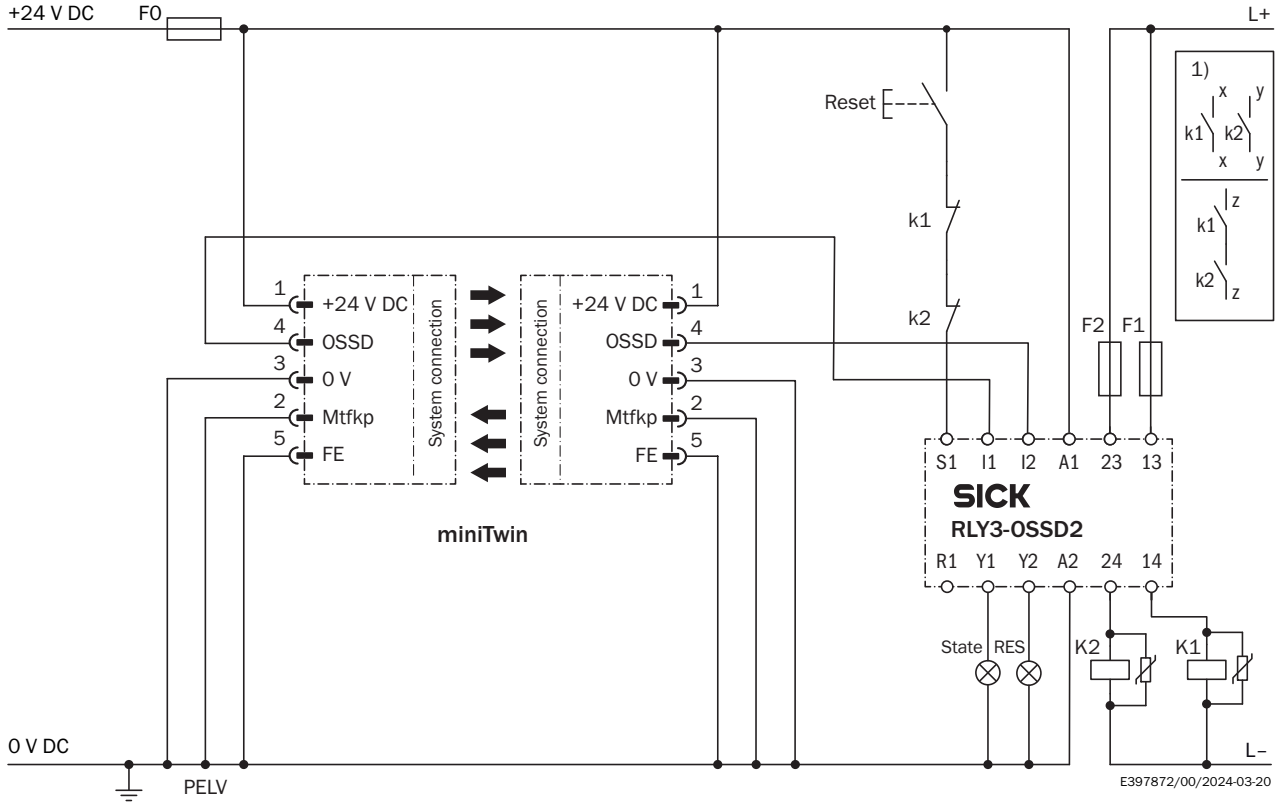 +24 V DC F0 L+
1)
x y
k1 k2
x y
z
k1
k2
z
Reset
k1
k2
F2 F1
1 +24 V DC
4 OSSD
3 0 V
2 Mtfkp
5 FE
System connection
System connection
+24 V DC 1
OSSD 4
0 V 3
Mtfkp 2
FE 5
miniTwin
S1 I1 I2 A1 23 13
SICK
RLY3-OSSD2
R1 Y1 Y2 A2 24 14
State RES K2 K1
0 V DC L–
PELV
E397872/00/2024-03-20